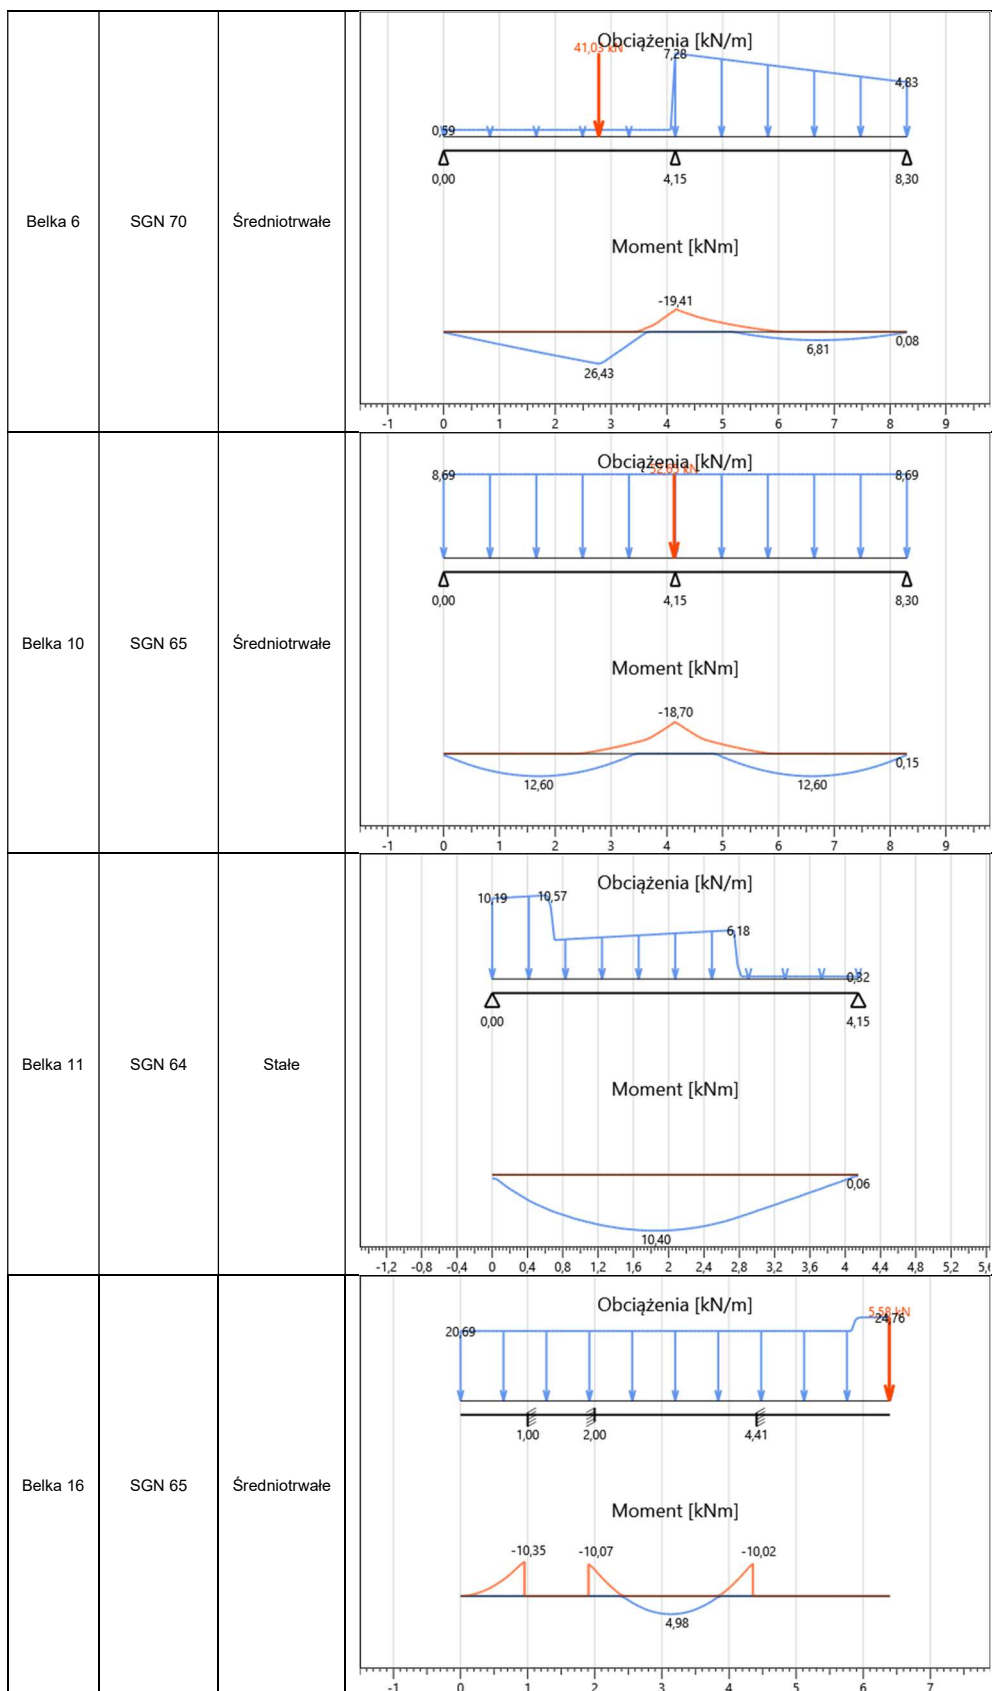 Obciążenia [kN/m]
41,03 kN
7,28
4,83
0,59
0,00
4,15
8,30
Belka 6
SGN 70
Średniotrwałe
Moment [kNm]
-19,41
0,08
6,81
26,43
-1 0 1 2 3 4 5 6 7 8 9
Obciążenia [kN/m]
8,69
8,69
0,00
4,15
8,30
Belka 10
SGN 65
Średniotrwałe
Moment [kNm]
-18,70
0,15
12,60
12,60
-1 0 1 2 3 4 5 6 7 8 9
Obciążenia [kN/m]
10,19
10,57
6,18
0,32
0,00
4,15
Belka 11
SGN 64
Stałe
Moment [kNm]
0,06
10,40
-1,2 -0,8 -0,4 0 0,4 0,8 1,2 1,6 2 2,4 2,8 3,2 3,6 4 4,4 4,8 5,2
Obciążenia [kN/m]
5,58 kN
24,76
20,69
1,00
2,00
4,41
Belka 16
SGN 65
Średniotrwałe
Moment [kNm]
-10,35
-10,07
-10,02
4,98
-1 0 1 2 3 4 5 6 7